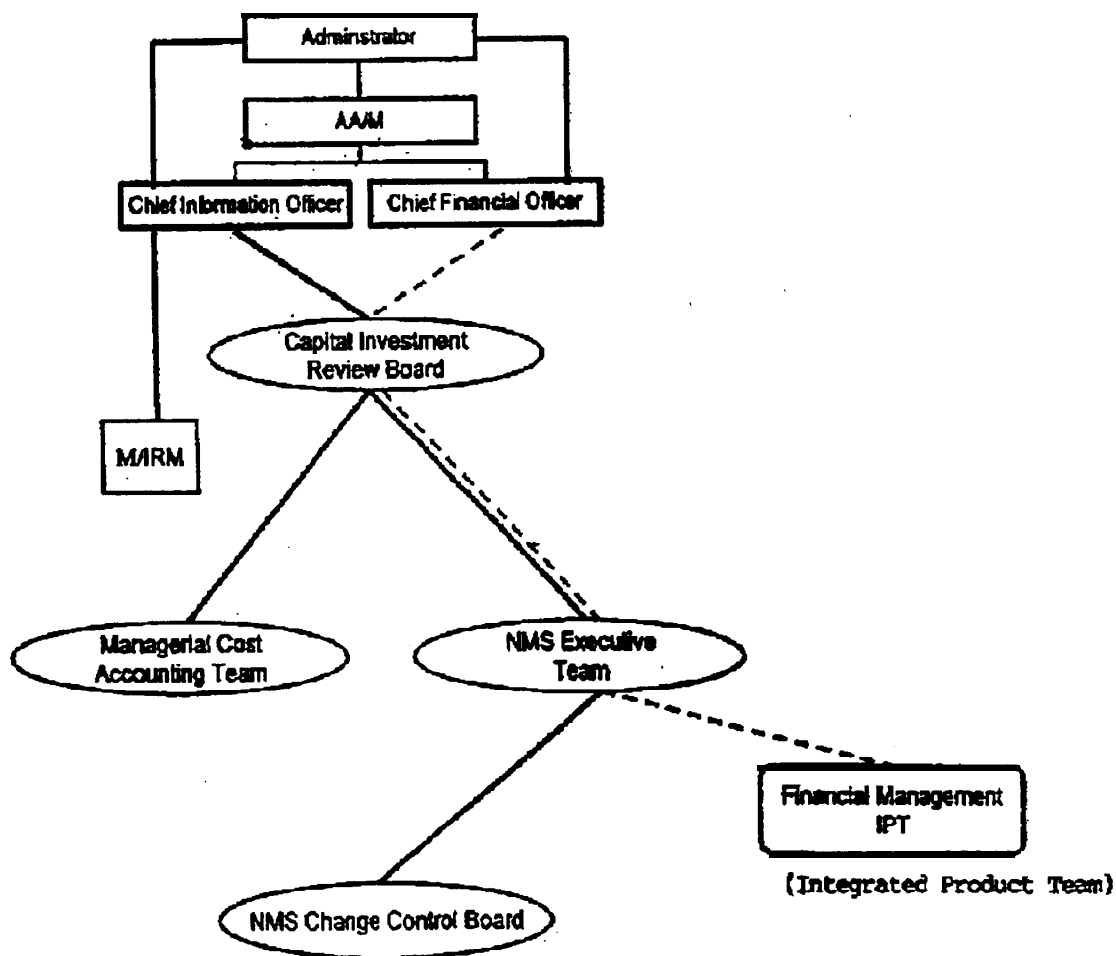 Adminstrator
AA/M
Chief Information Officer
Chief Financial Officer
Capital Investment
Review Board
M/IRM
Managerial Cost
Accounting Team
NMS Executive
Team
Financial Management
IPT
(Integrated Product Team)
NMS Change Control Board